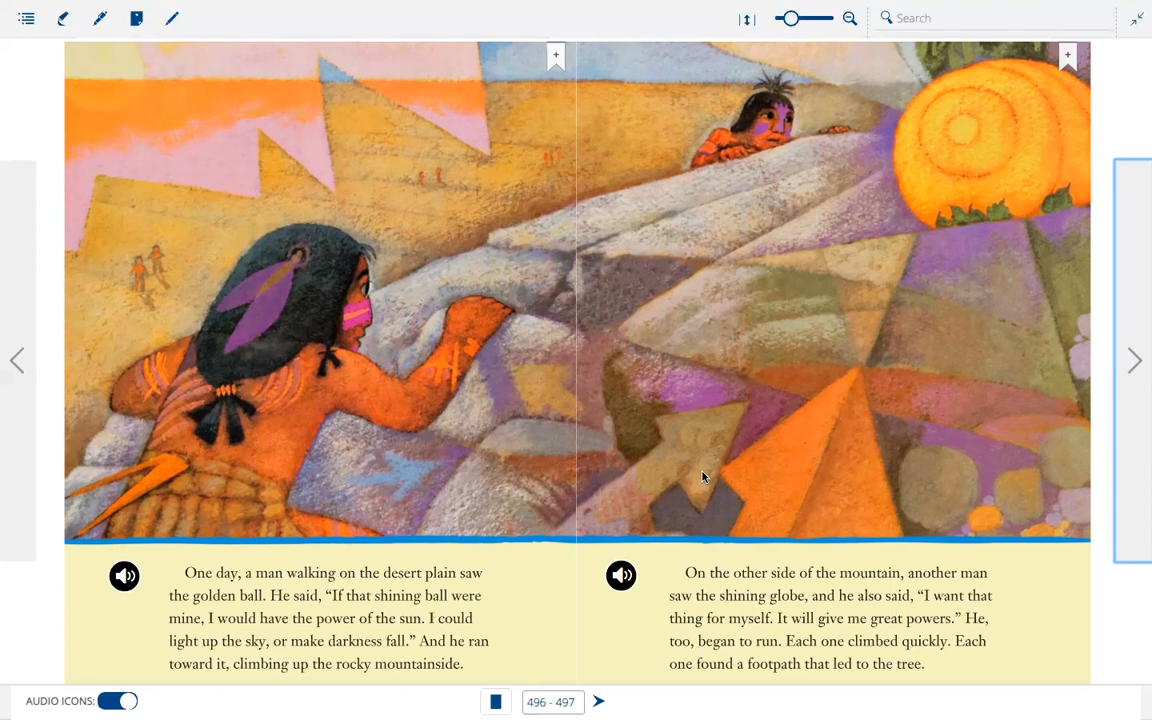 Search
One day, a man walking on the desert plain saw
the golden ball. He said, “If that shining ball were
mine, I would have the power of the sun. I could
light up the sky, or make darkness fall.” And he ran
toward it, climbing up the rocky mountainside.
On the other side of the mountain, another man
saw the shining globe, and he also said, “I want that
thing for myself. It will give me great powers.” He,
too, began to run. Each one climbed quickly. Each
one found a footpath that led to the tree.
AUDIO ICONS:
496 - 497